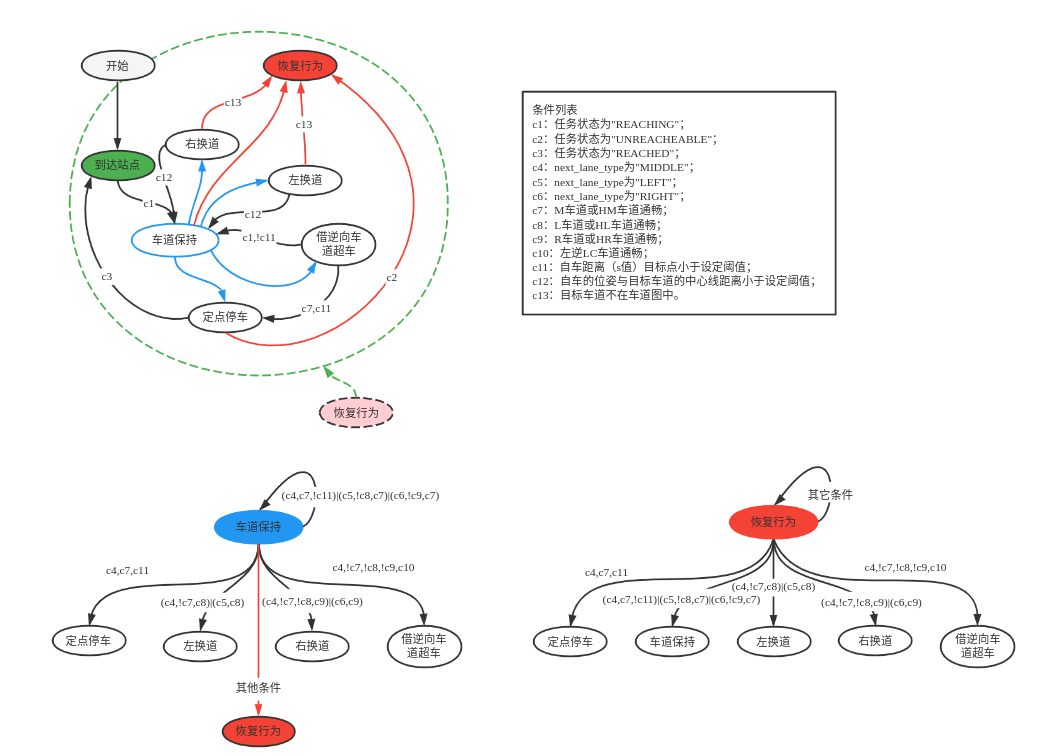 开始
恢复行为
c13
c13
右换道
到达站点
左换道
c12
c1
c12
车道保持
c1,!c11
借逆向车
道超车
c3
c2
定点停车
c7,c11
恢复行为
条件列表
c1：任务状态为"REACHING"；
c2：任务状态为"UNREACHEABLE"；
c3：任务状态为"REACHED"；
c4：next_lane_type为"MIDDLE"；
c5：next_lane_type为"LEFT"；
c6：next_lane_type为"RIGHT"；
c7：M车道或HM车道通畅；
c8：L车道或HL车道通畅；
c9：R车道或HR车道通畅；
c10：左逆LC车道通畅；
c11：自车距离（s值）目标点小于设定阈值；
c12：自车的位姿与目标车道的中心线距离小于设定阈值；
c13：目标车道不在车道图中。
(c4,c7,!c11)|(c5,!c8,c7)|(c6,!c9,c7)
车道保持
c4,c7,c11
c4,!c7,!c8,!c9,c10
(c4,!c7,c8)|(c5,c8)
(c4,!c7,!c8,c9)|(c6,c9)
定点停车
左换道
右换道
借逆向车
道超车
其他条件
恢复行为
其它条件
恢复行为
c4,c7,c11
c4,!c7,!c8,!c9,c10
(c4,!c7,c8)|(c5,c8)
(c4,c7,!c11)|(c5,!c8,c7)|(c6,!c9,c7)
(c4,!c7,!c8,c9)|(c6,c9)
定点停车
车道保持
左换道
右换道
借逆向车
道超车